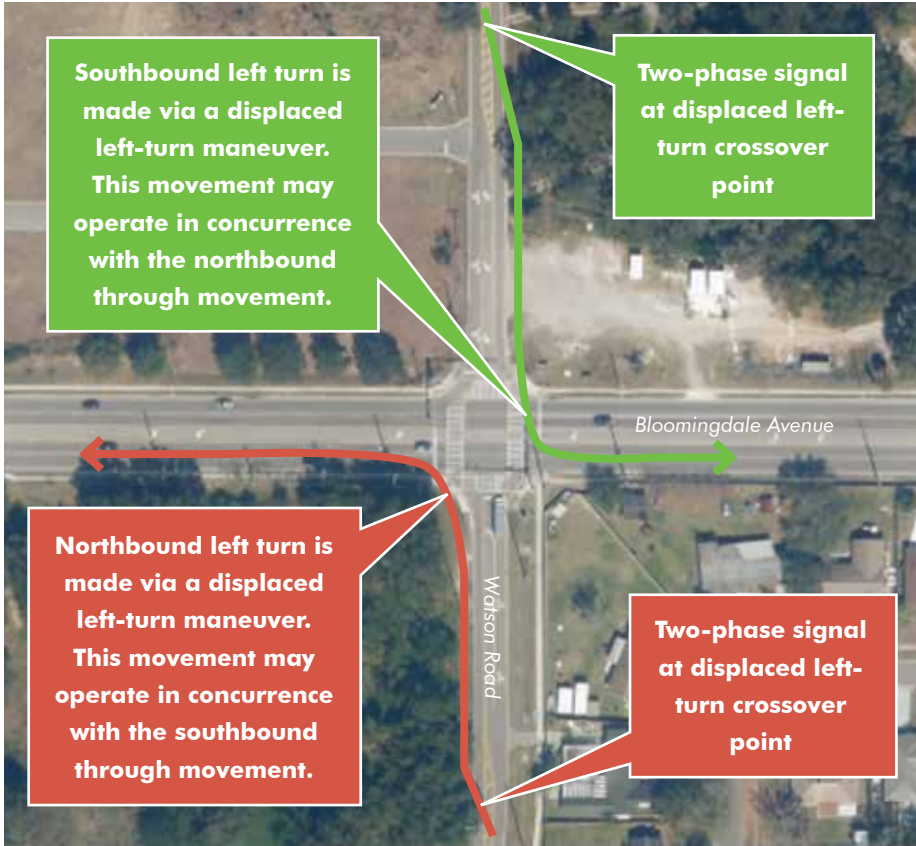 Southbound left turn is
made via a displaced
left-turn maneuver.
This movement may
operate in concurrence
with the northbound
through movement.
Two-phase signal
at displaced left-
turn crossover
point
Bloomingdale Avenue
Northbound left turn is
made via a displaced
left-turn maneuver.
This movement may
operate in concurrence
with the southbound
through movement.
Watson Road
Two-phase signal
at displaced left-
turn crossover
point